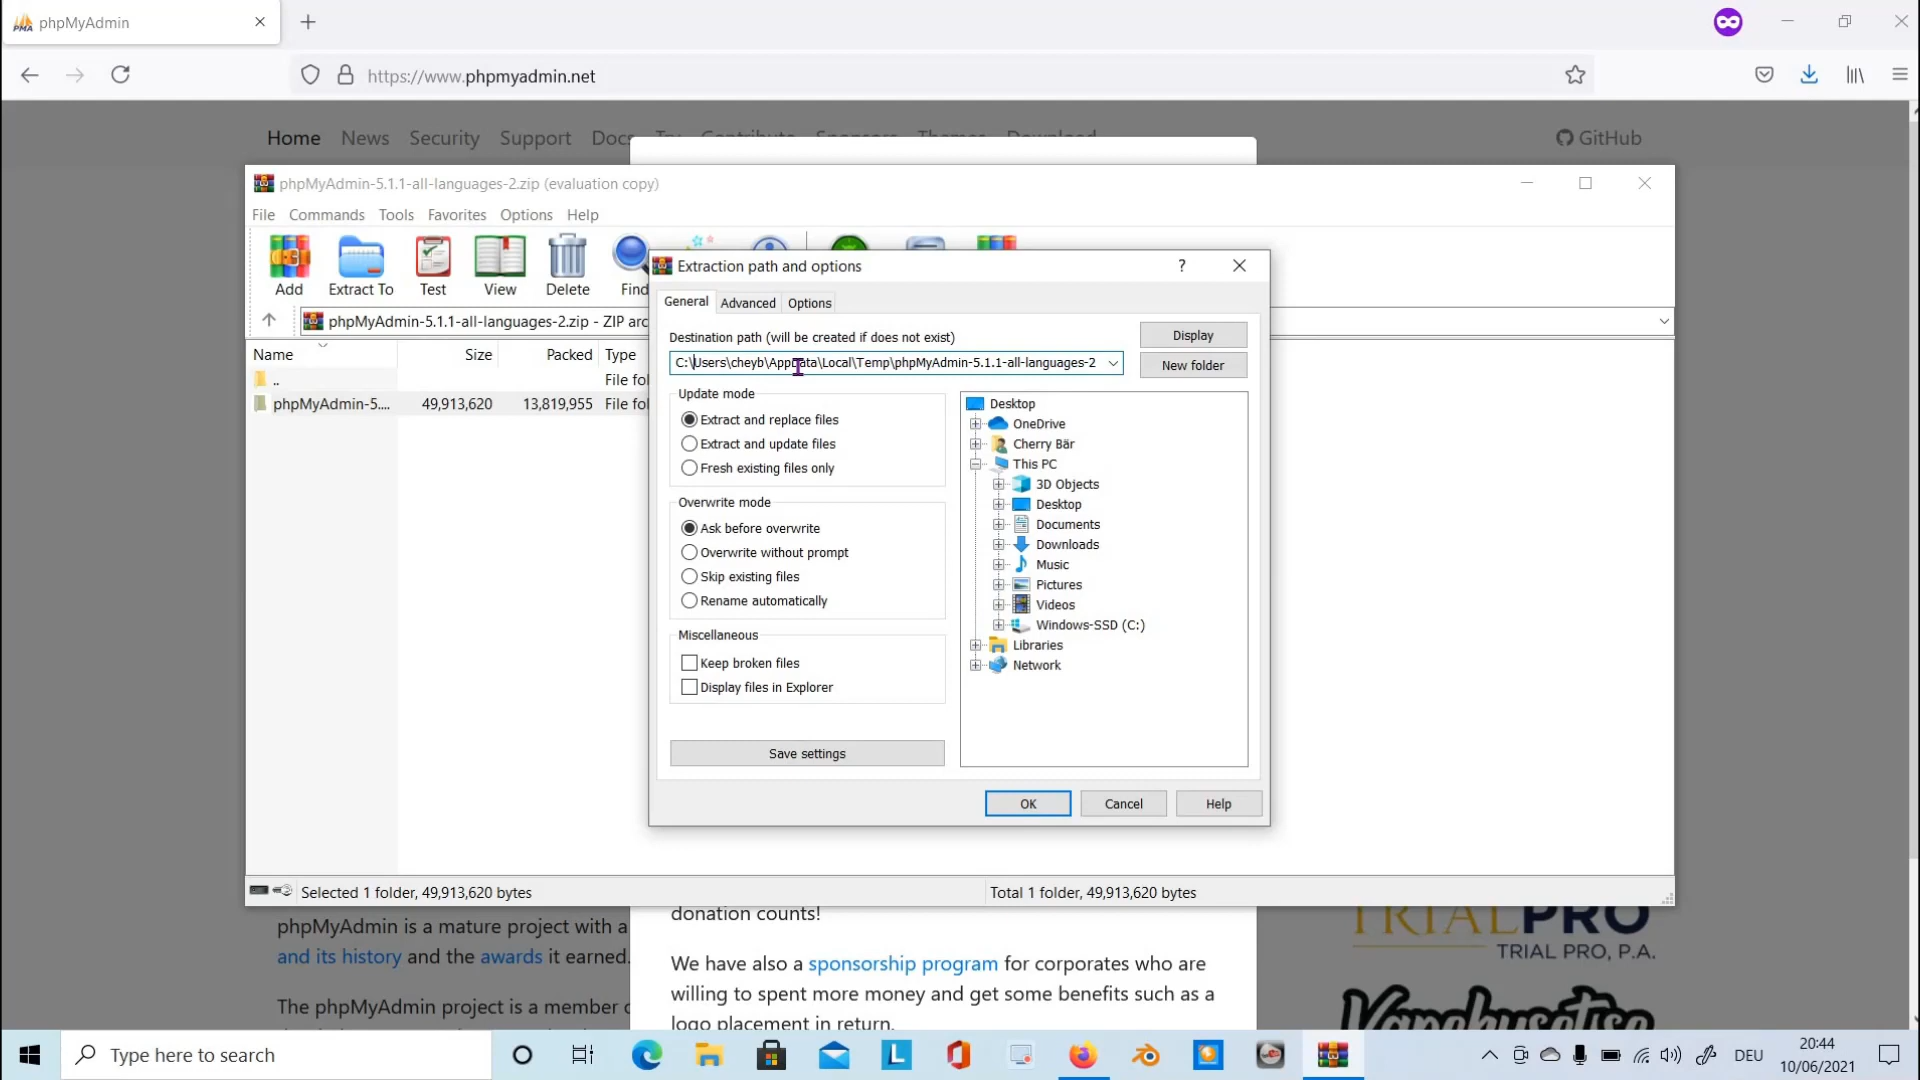 phpMyAdmin
https://www.phpmyadmin.net
Home News Security Support Docs Try Contribute Sponsors Themes Download GitHub
phpMyAdmin-5.1.1-all-languages-2.zip (evaluation copy)
File Commands Tools Favorites Options Help
Add Extract To Test View Delete Find
phpMyAdmin-5.1.1-all-languages-2.zip - ZIP arc
Name Size Packed Type
.. File fo
phpMyAdmin-5.... 49,913,620 13,819,955 File fo
Extraction path and options
General Advanced Options
Destination path (will be created if does not exist)
C:\Users\cheyb\AppData\Local\Temp\phpMyAdmin-5.1.1-all-languages-2
Display
New folder
Update mode
Extract and replace files
Extract and update files
Fresh existing files only
Overwrite mode
Ask before overwrite
Overwrite without prompt
Skip existing files
Rename automatically
Miscellaneous
Keep broken files
Display files in Explorer
Save settings
Desktop
OneDrive
Cherry Bär
This PC
3D Objects
Desktop
Documents
Downloads
Music
Pictures
Videos
Windows-SSD (C:)
Libraries
Network
OK Cancel Help
Selected 1 folder, 49,913,620 bytes
Total 1 folder, 49,913,620 bytes
phpMyAdmin is a mature project with a
and its history and the awards it earned.
The phpMyAdmin project is a member
donation counts!
We have also a sponsorship program for corporates who are
willing to spent more money and get some benefits such as a
logo placement in return.
TRIALPRO
TRIAL PRO, P.A.
Type here to search
DEU
20:44
10/06/2021